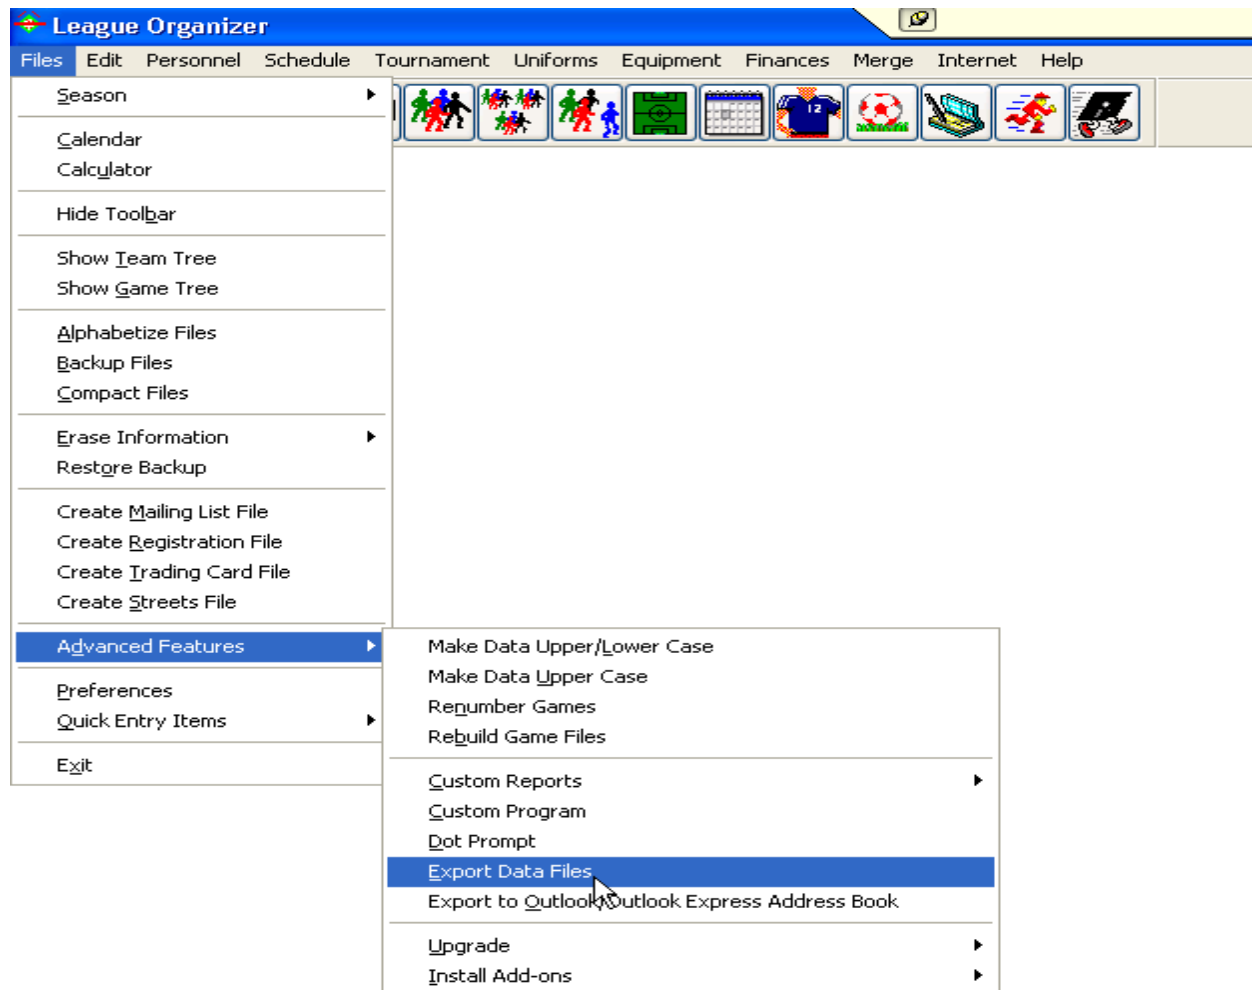 League Organizer
Files Edit Personnel Schedule Tournament Uniforms Equipment Finances Merge Internet Help
Season
Calendar
Calculator
Hide Toolbar
Show Team Tree
Show Game Tree
Alphabetize Files
Backup Files
Compact Files
Erase Information
Restore Backup
Create Mailing List File
Create Registration File
Create Trading Card File
Create Streets File
Advanced Features
Preferences
Quick Entry Items
Exit
Make Data Upper/Lower Case
Make Data Upper Case
Renumber Games
Rebuild Game Files
Custom Reports
Custom Program
Dot Prompt
Export Data Files
Export to Outlook/Outlook Express Address Book
Upgrade
Install Add-ons
12